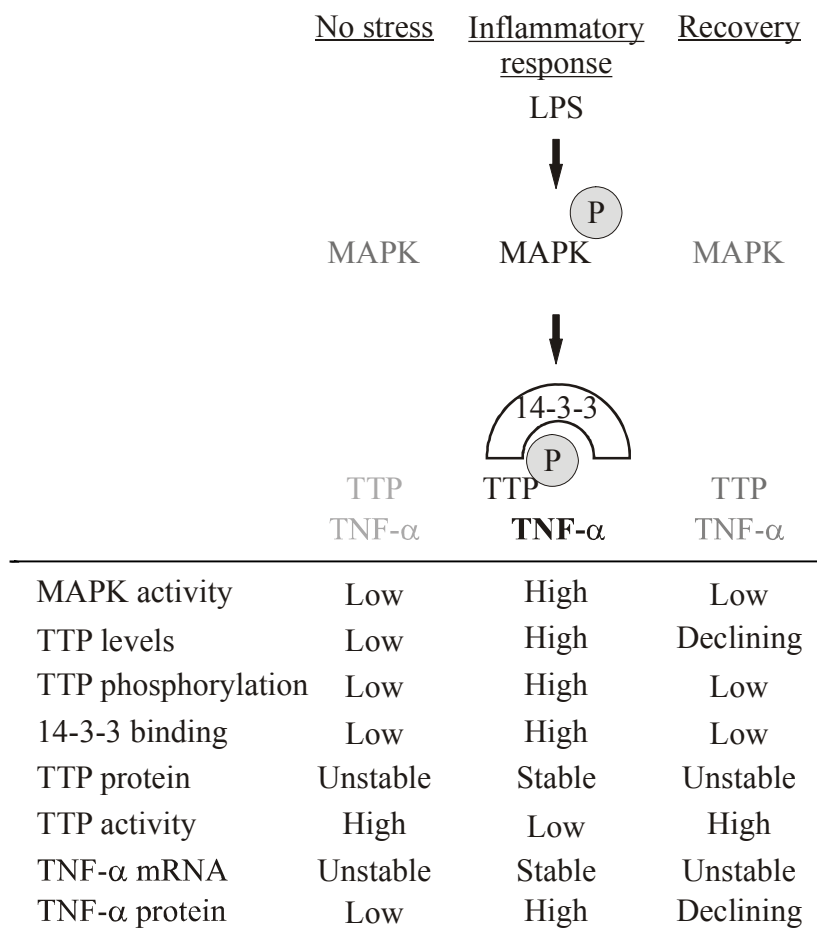 No stress Inflammatory response Recovery
LPS
P
MAPK MAPK MAPK
14-3-3
P
TTP TTP TTP
TNF-α TNF-α TNF-α
MAPK activity Low High Low
TTP levels Low High Declining
TTP phosphorylation Low High Low
14-3-3 binding Low High Low
TTP protein Unstable Stable Unstable
TTP activity High Low High
TNF-α mRNA Unstable Stable Unstable
TNF-α protein Low High Declining